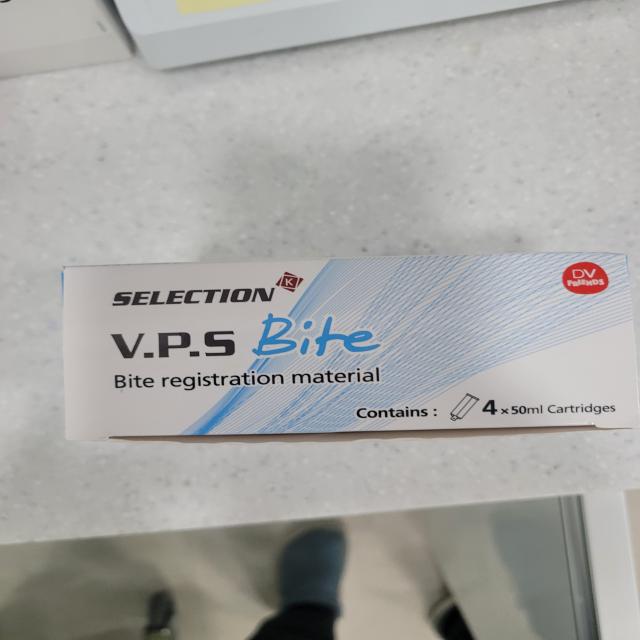 SELECTION K
DV
FRIENDS
V.P.S Bite
Bite registration material
Contains : 4 x 50ml Cartridges